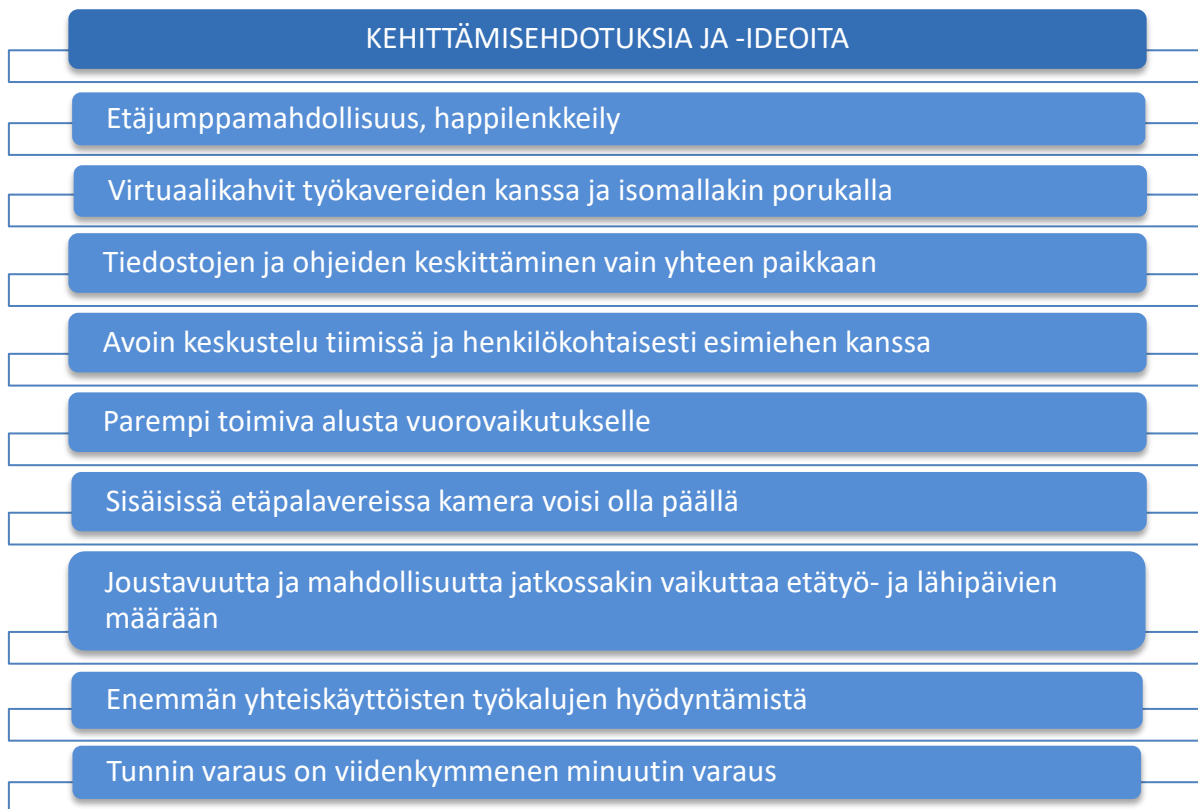 KEHITTÄMISEHDOTUKSIA JA -IDEOITA
Etäjumppamahdollisuus, happilenkkeily
Virtuaalikahvit työkavereiden kanssa ja isomallakin porukalla
Tiedostojen ja ohjeiden keskittäminen vain yhteen paikkaan
Avoin keskustelu tiimissä ja henkilökohtaisesti esimiehen kanssa
Parempi toimiva alusta vuorovaikutukselle
Sisäisissä etäpalavereissa kamera voisi olla päällä
Joustavuutta ja mahdollisuutta jatkossakin vaikuttaa etätyö- ja lähipäivien
määrään
Enemmän yhteiskäyttöisten työkalujen hyödyntämistä
Tunnin varaus on viidenkymmenen minuutin varaus